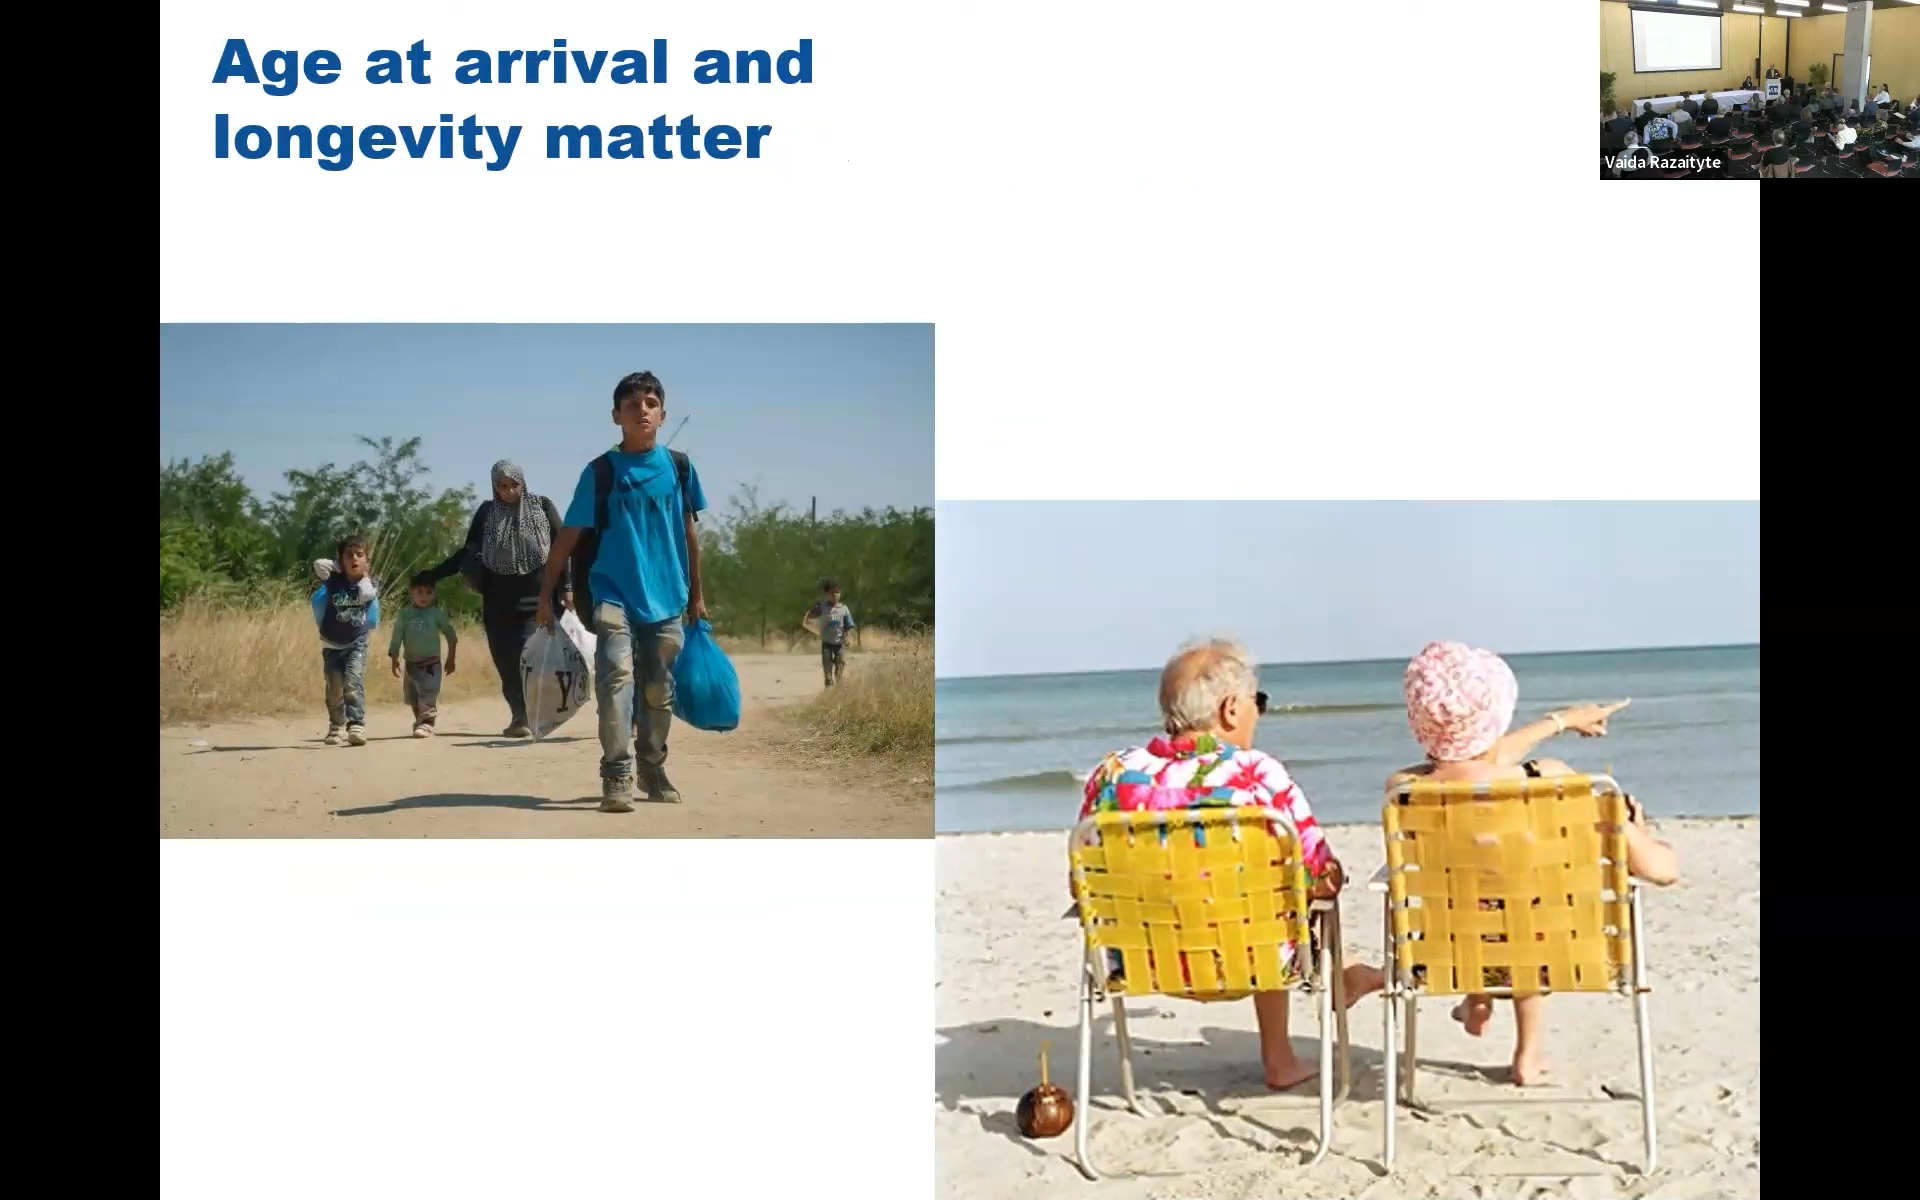 Age at arrival and
longevity matter
Vaida Razaityte